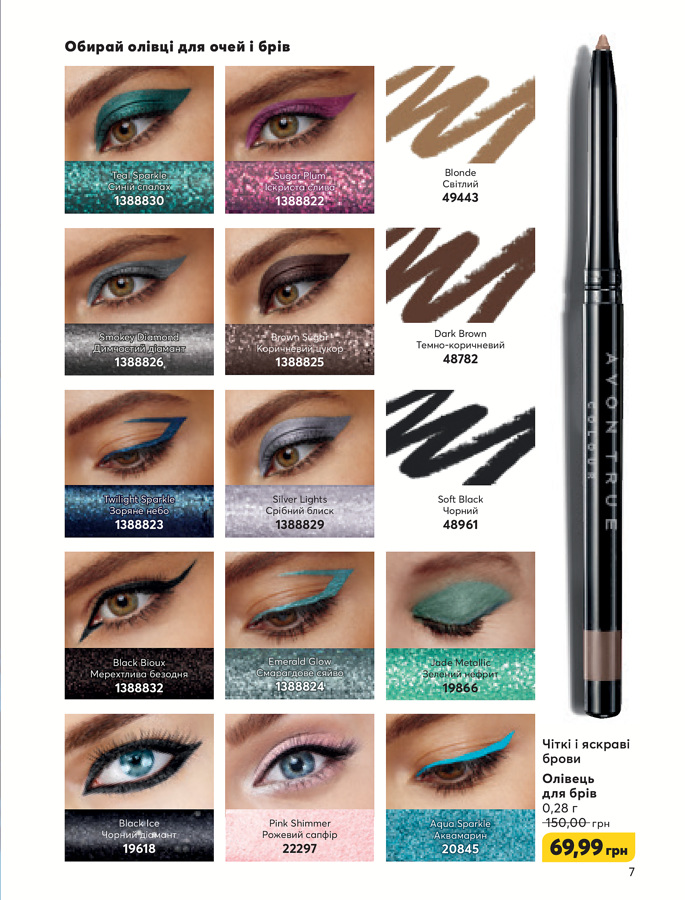 Обирай олівці для очей і брів
Teal Sparkle
Синій спалах
1388830
Sugar Plum
Іскриста слива
1388822
Blonde
Світлий
49443
Smokey Diamond
Димчастий діамант
1388826
Brown Sugar
Коричневий цукор
1388825
Dark Brown
Темно-коричневий
48782
Twilight Sparkle
Зоряне небо
1388823
Silver Lights
Срібний блиск
1388829
Soft Black
Чорний
48961
Black Bioux
Мерехтлива безодня
1388832
Emerald Glow
Смарагдове сяйво
1388824
Jade Metallic
Зелений нефрит
19866
Black Ice
Чорний діамант
19618
Pink Shimmer
Рожевий сапфір
22297
Aqua Sparkle
Аквамарин
20845
AVON TRUE
COLOUR
Чіткі і яскраві
брови
Олівець
для брів
0,28 г
150,00 грн
69,99 грн
7